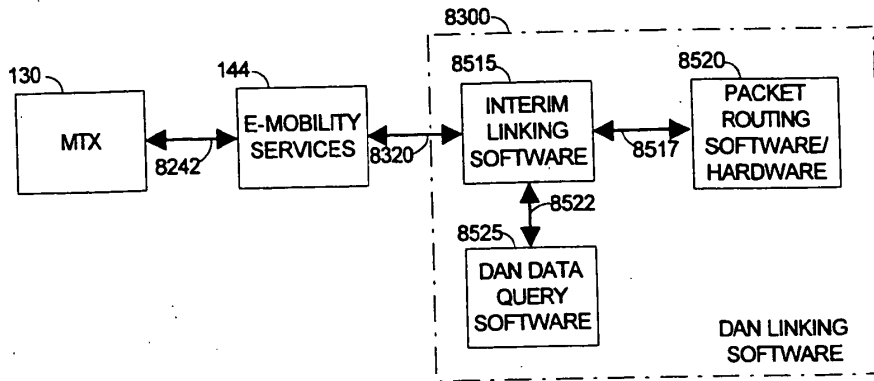 8300
130
MTX
8242
144
E-MOBILITY
SERVICES
8320
8515
INTERIM
LINKING
SOFTWARE
8517
8520
PACKET
ROUTING
SOFTWARE/
HARDWARE
8522
8525
DAN DATA
QUERY
SOFTWARE
DAN LINKING
SOFTWARE